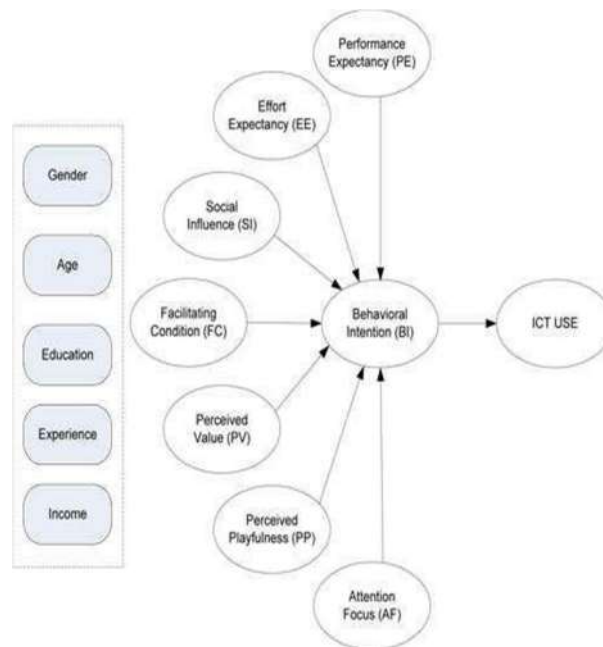 Performance
Expectancy (PE)
Effort
Expectancy (EE)
Gender
Social
Influence (SI)
Age
Facilitating
Condition (FC)
Behavioral
Intention (BI)
ICT USE
Education
Perceived
Value (PV)
Experience
Income
Perceived
Playfulness (PP)
Attention
Focus (AF)